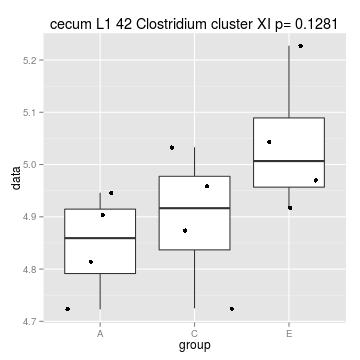 cecum L1 42 Clostridium cluster XI p= 0.1281
data
5.2
5.1
5.0
4.9
4.8
4.7
A
C
E
group